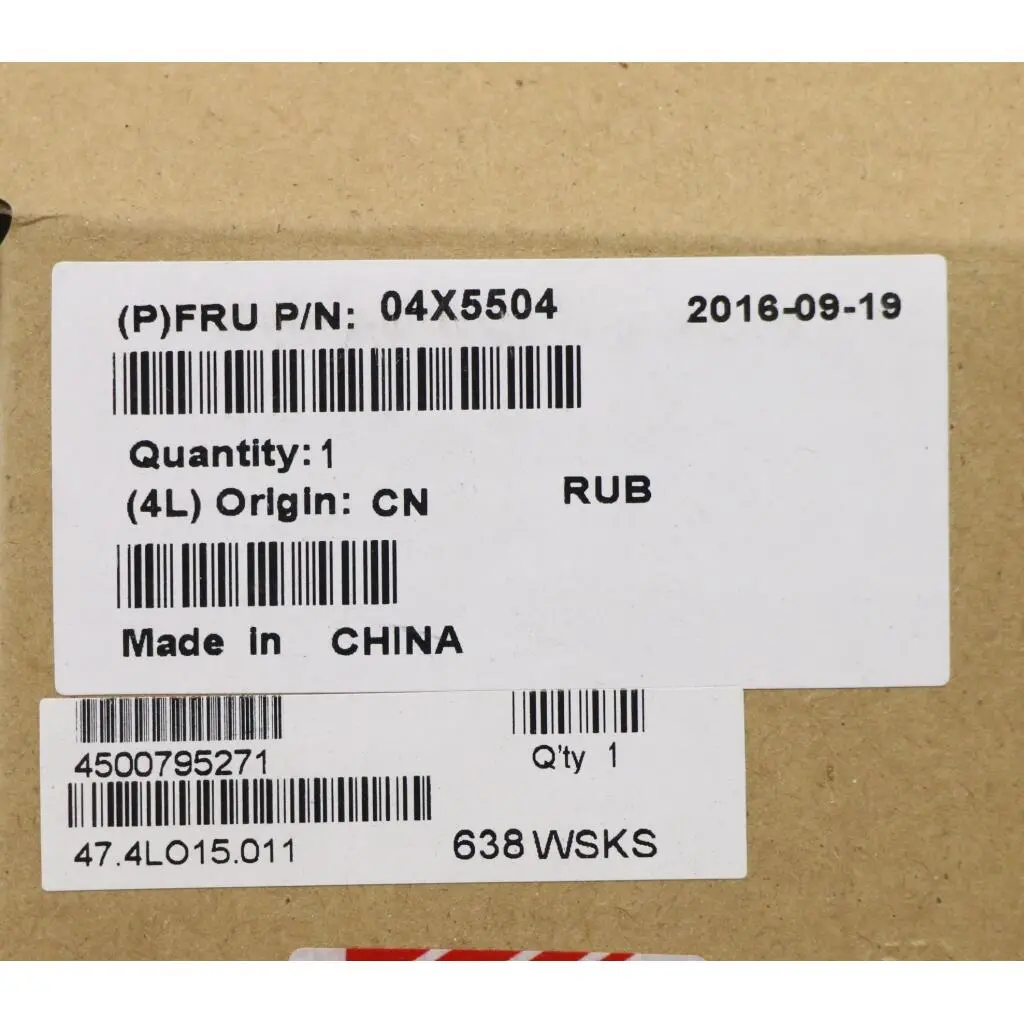 (P)FRU P/N: 04X5504 2016-09-19
Quantity: 1
(4L) Origin: CN RUB
Made in CHINA
4500795271 Q'ty 1
47.4LO15.011 638 WSKS